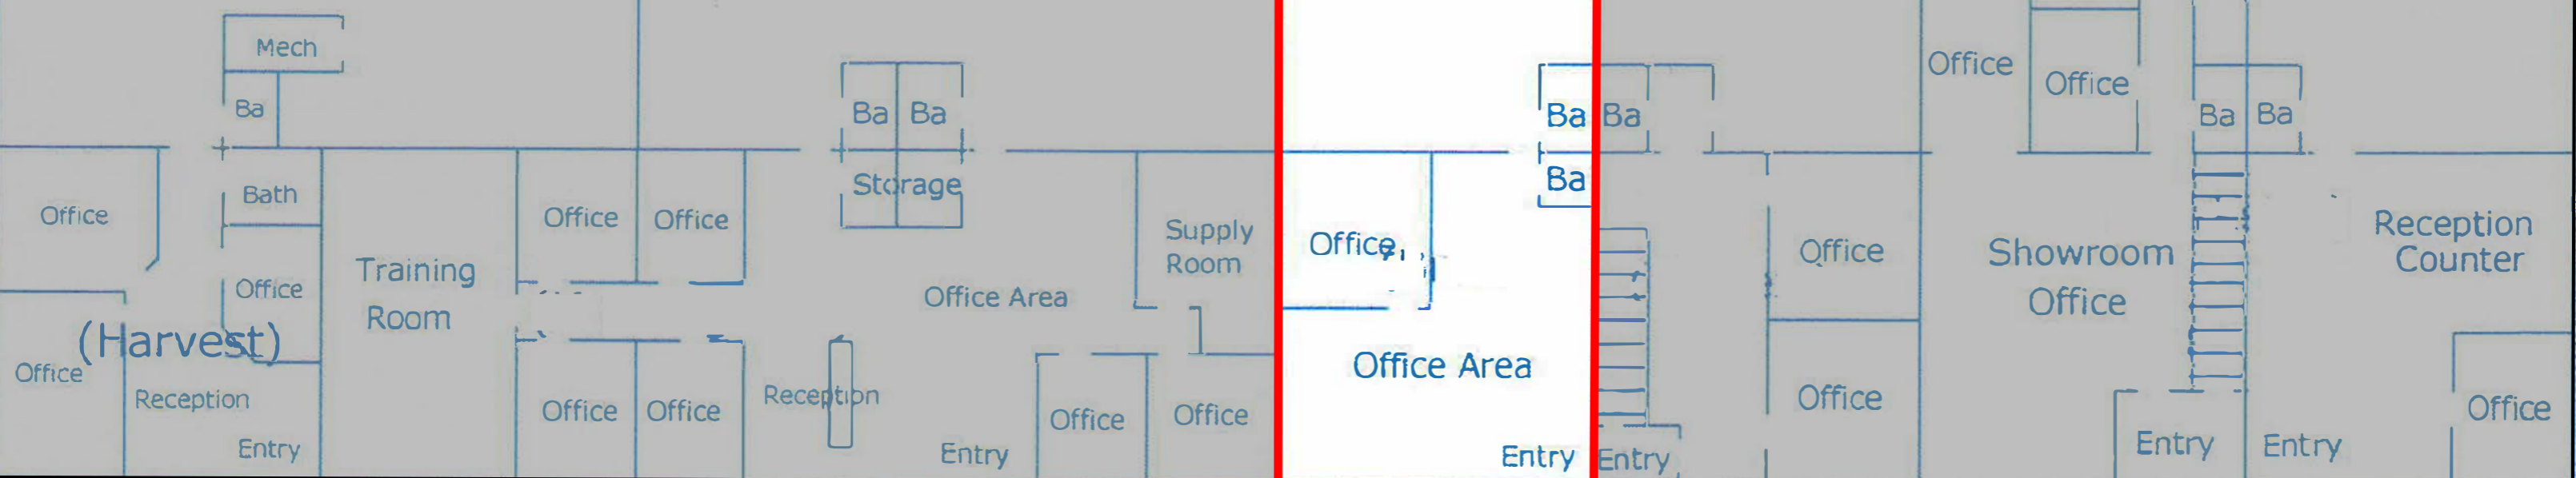 Mech
Ba
Office
Bath
Office
(Harvest)
Office
Reception
Entry
Training
Room
Office
Office
Office
Office
Ba
Ba
Storage
Office Area
Reception
Entry
Supply
Room
Office
Office
Office
Office Area
Entry
Ba
Ba
Ba
Entry
Office
Office
Office
Office
Showroom
Office
Ba
Ba
Entry
Entry
Reception
Counter
Office